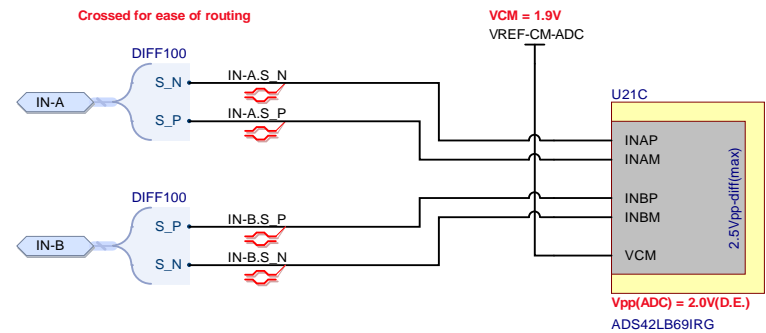 Crossed for ease of routing
VCM = 1.9V
VREF-CM-ADC
DIFF100
IN-A
S_N
IN-A.S_N
S_P
IN-A.S_P
U21C
INAP
INAM
INBP
INBM
VCM
2.5Vpp-diff(max)
DIFF100
IN-B
S_P
IN-B.S_P
S_N
IN-B.S_N
Vpp(ADC) = 2.0V(D.E.)
ADS42LB69IRG